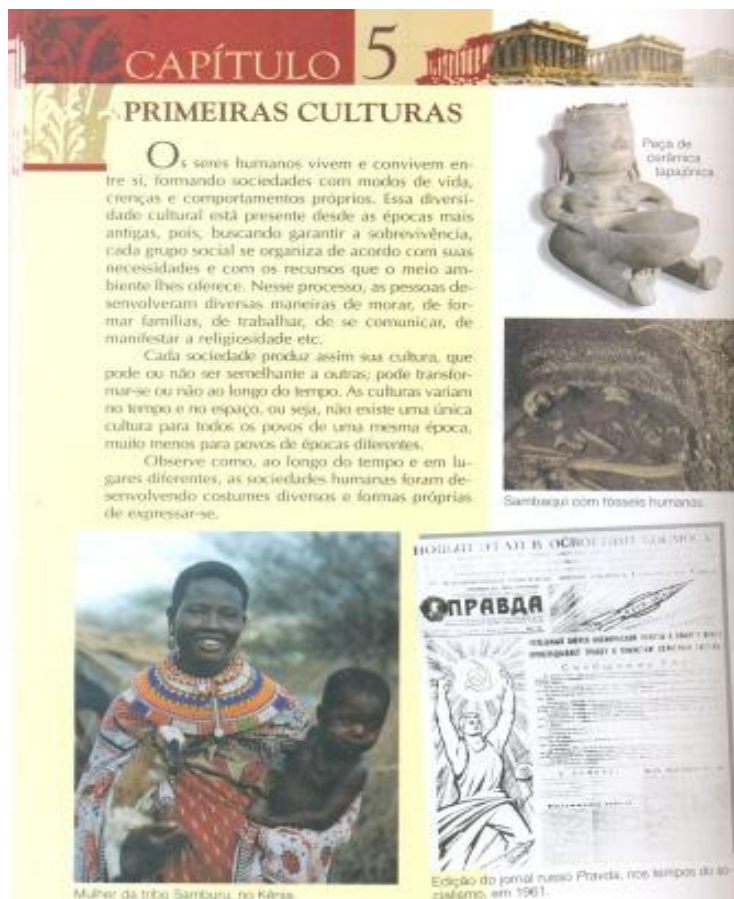 CAPÍTULO 5
PRIMEIRAS CULTURAS
Os seres humanos vivem e convivem en-
tre si, formando sociedades com modos de vida,
crenças e comportamentos próprios. Essa diversi-
dade cultural está presente desde as épocas mais
antigas, pois, buscando garantir a sobrevivência,
cada grupo social se organiza de acordo com suas
necessidades e com os recursos que o meio am-
biente lhes oferece. Nesse processo, as pessoas de-
senvolveram diversas maneiras de morar, de for-
mar famílias, de trabalhar, de se comunicar, de
manifestar a religiosidade etc.
Cada sociedade produz assim sua cultura, que
pode ou não ser semelhante a outras; pode transfor-
mar-se ou não ao longo do tempo. As culturas variam
no tempo e no espaço, ou seja, não existe uma única
cultura para todos os povos de uma mesma época,
muito menos para povos de épocas diferentes.
Observe como, ao longo do tempo e em lu-
gares diferentes, as sociedades humanas foram de-
senvolvendo costumes diversos e formas próprias
de expressar-se.
Peça de
cerâmica
tapajônica.
Sambaqui com fósseis humanos.
ПРАВДА
Mulher da tribo Samburu, no Kênia.
Edição do jornal russo Pravda, nos tempos do so-
cialismo, em 1961.